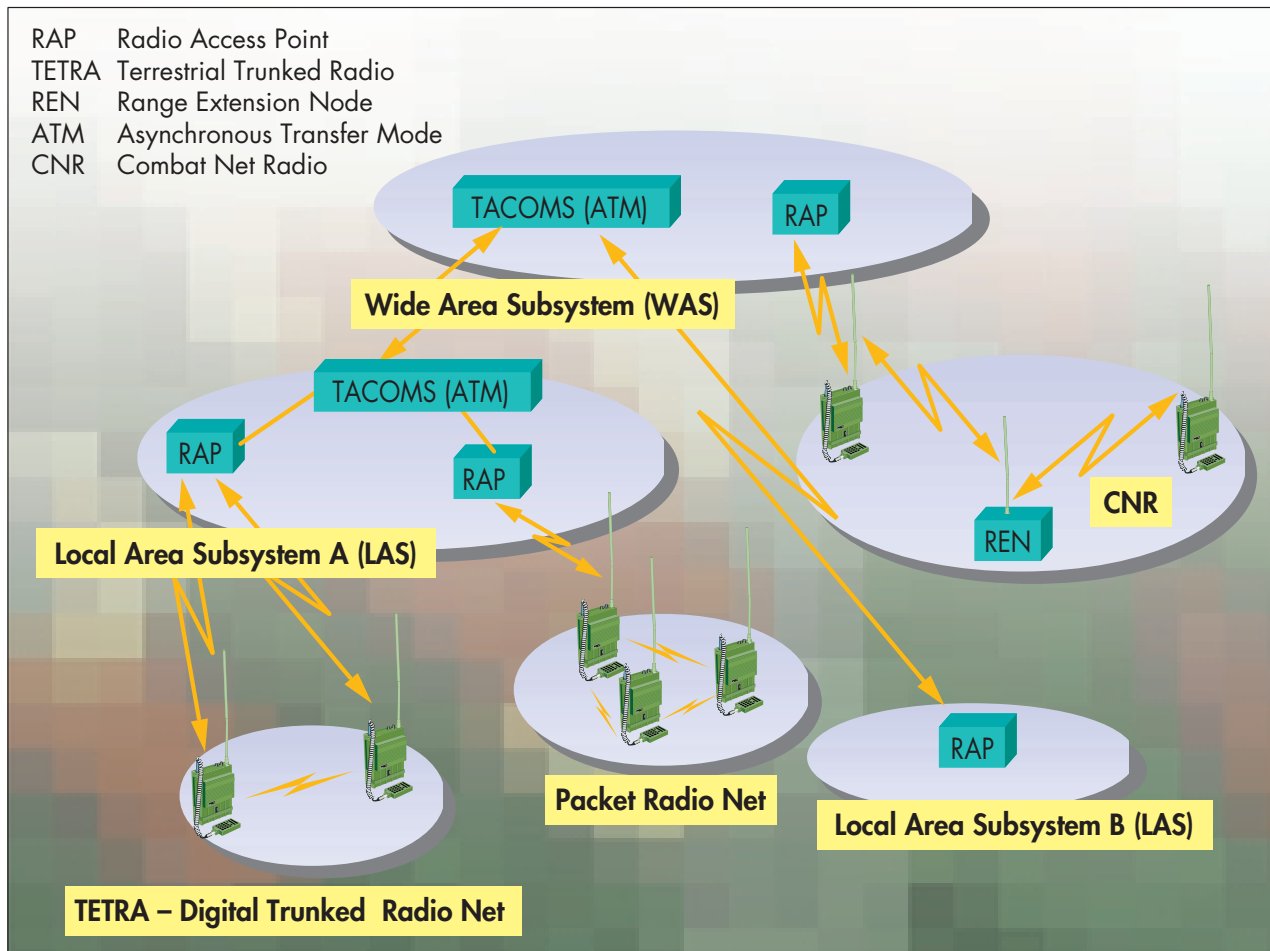 RAP Radio Access Point
TETRA Terrestrial Trunked Radio
REN Range Extension Node
ATM Asynchronous Transfer Mode
CNR Combat Net Radio
TACOMS (ATM)
RAP
Wide Area Subsystem (WAS)
TACOMS (ATM)
RAP
RAP
CNR
REN
Local Area Subsystem A (LAS)
RAP
Packet Radio Net
Local Area Subsystem B (LAS)
TETRA – Digital Trunked Radio Net